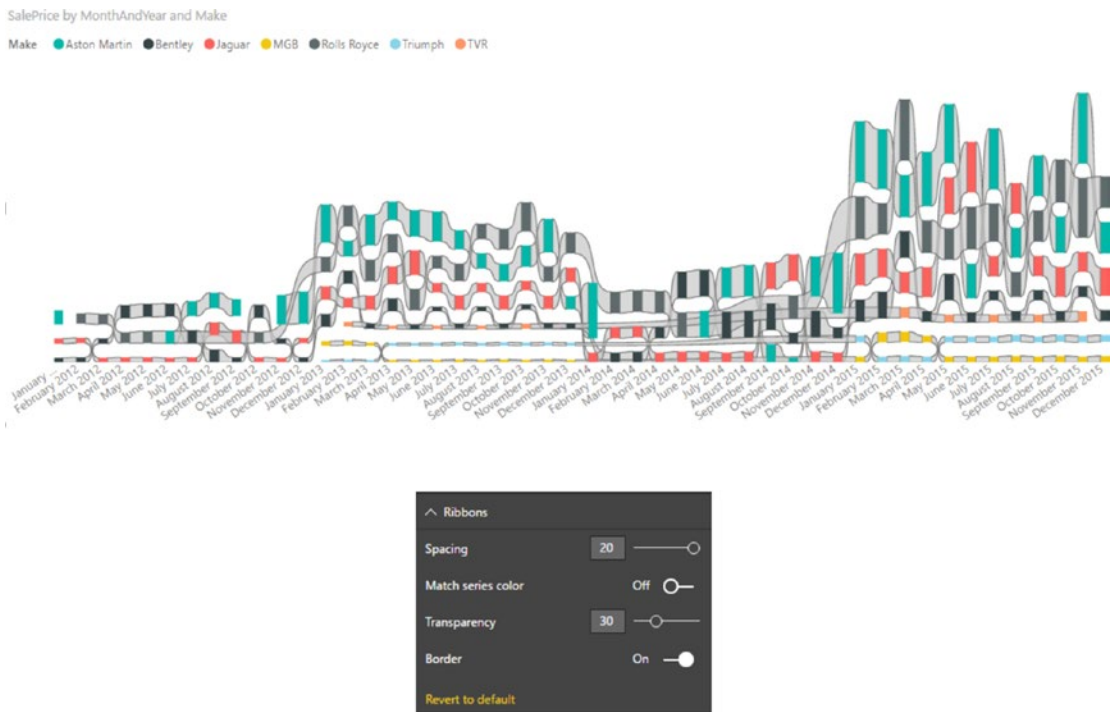 SalePrice by MonthAndYear and Make
Make Aston Martin Bentley Jaguar MGB Rolls Royce Triumph TVR
January ...
February 2012
March 2012
April 2012
May 2012
June 2012
July 2012
August 2012
September 2012
October 2012
November 2012
December 2012
January 2013
February 2013
March 2013
April 2013
May 2013
June 2013
July 2013
August 2013
September 2013
October 2013
November 2013
December 2013
January 2014
February 2014
March 2014
April 2014
May 2014
June 2014
July 2014
August 2014
September 2014
October 2014
November 2014
December 2014
January 2015
February 2015
March 2015
April 2015
May 2015
June 2015
July 2015
August 2015
September 2015
October 2015
November 2015
December 2015
Ribbons
Spacing 20
Match series color Off
Transparency 30
Border On
Revert to default